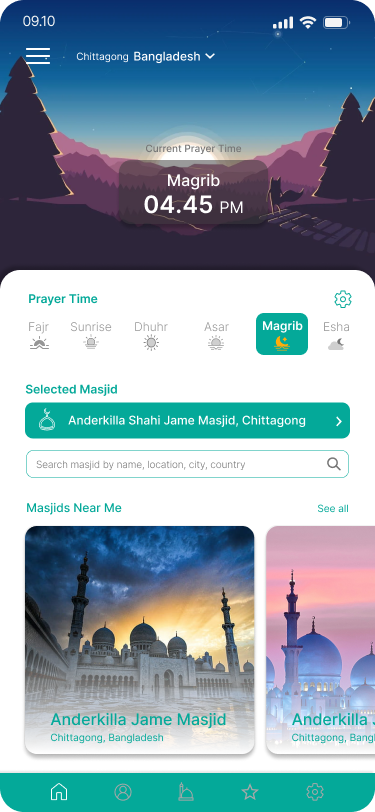 09.10
Chittagong Bangladesh
Current Prayer Time
Magrib
04.45 PM
Prayer Time
Fajr Sunrise Dhuhr Asar Magrib Esha
Selected Masjid
Anderkilla Shahi Jame Masjid, Chittagong
Search masjid by name, location, city, country
Masjids Near Me See all
Anderkilla Jame Masjid Anderkilla
Chittagong, Bangladesh Chittagong,